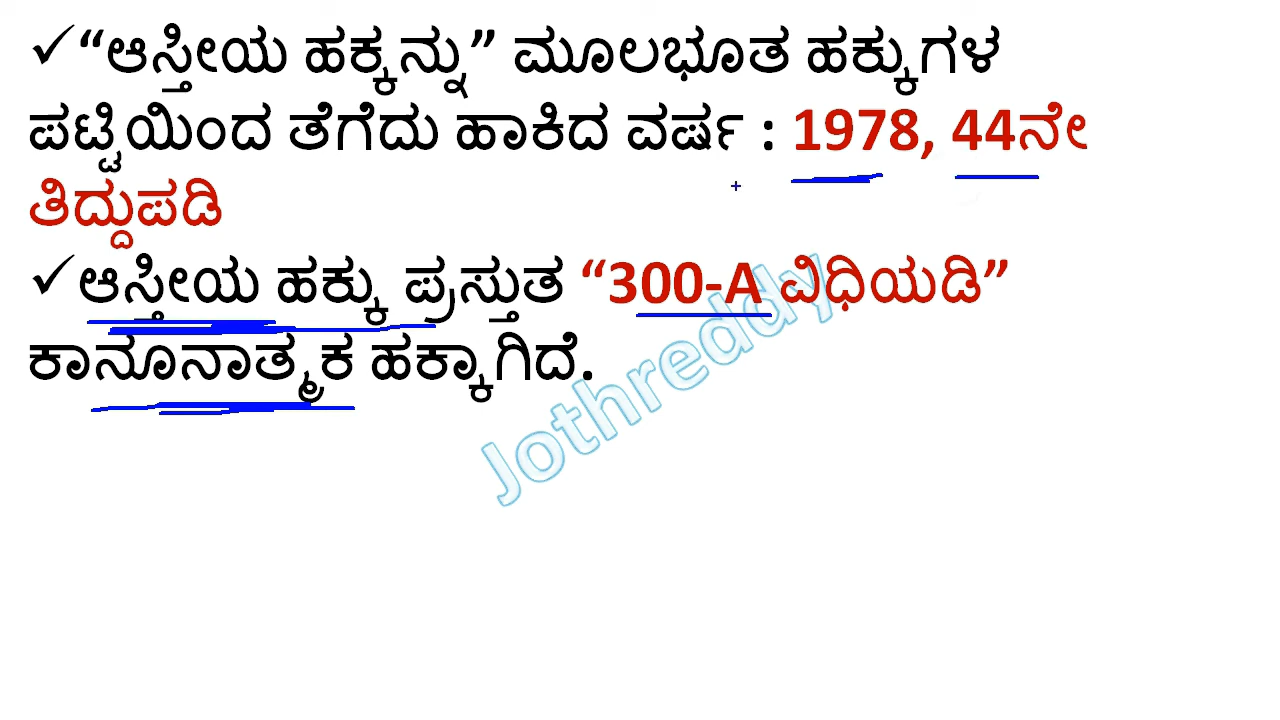 ✓“ಆಸ್ತೀಯ ಹಕ್ಕನ್ನು” ಮೂಲಭೂತ ಹಕ್ಕುಗಳ
ಪಟ್ಟಿಯಿಂದ ತೆಗೆದು ಹಾಕಿದ ವರ್ಷ : 1978, 44ನೇ
ತಿದ್ದುಪಡಿ
✓ಆಸ್ತೀಯ ಹಕ್ಕು ಪ್ರಸ್ತುತ “300-A ವಿಧಿಯಡಿ”
ಕಾನೂನಾತ್ಮಕ ಹಕ್ಕಾಗಿದೆ.
Jothreddy